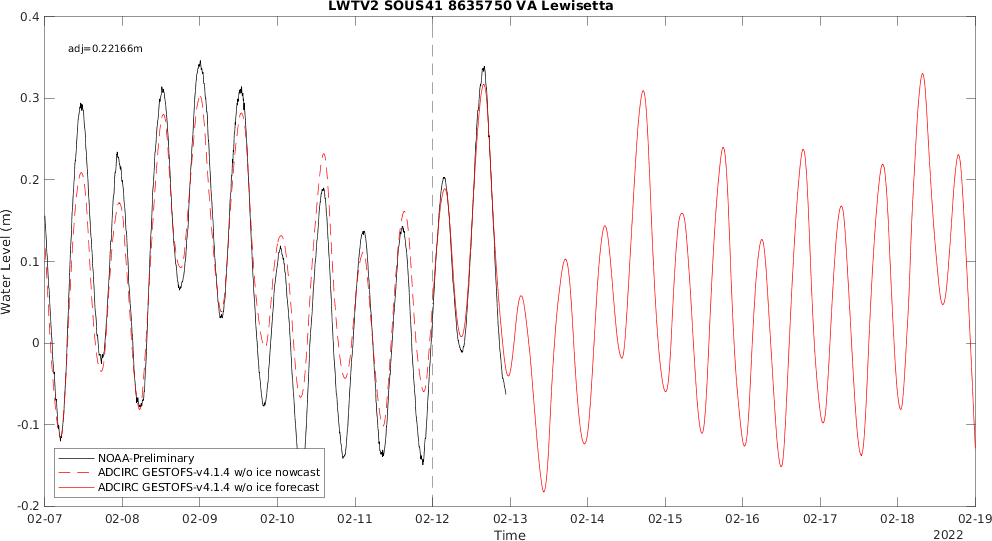 LWTV2 SOUS41 8635750 VA Lewisetta
adj=0.22166m
Water Level (m)
0.4
0.3
0.2
0.1
0
-0.1
-0.2
NOAA-Preliminary
ADCIRC GESTOFS-v4.1.4 w/o ice nowcast
ADCIRC GESTOFS-v4.1.4 w/o ice forecast
02-07 02-08 02-09 02-10 02-11 02-12 02-13 02-14 02-15 02-16 02-17 02-18 02-19
Time
2022